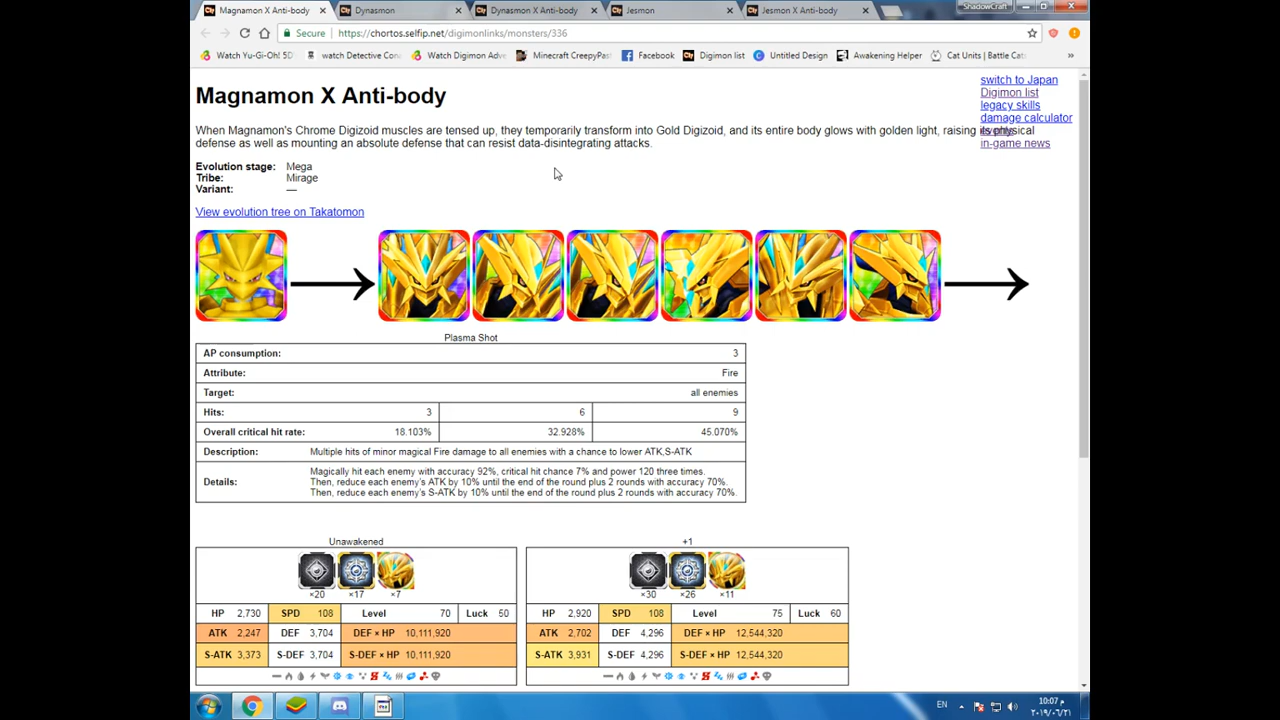 Magnamon X Anti-body
Dynasmon
Dynasmon X Anti-body
Jesmon
Jesmon X Anti-body
ShadowCraft
Secure
https://chortos.selfip.net/digimonlinks/monsters/336
Watch Yu-Gi-Oh! 5D
watch Detective Con
Watch Digimon Adve
Minecraft CreepyPas
Facebook
Digimon list
Untitled Design
Awakening Helper
Cat Units | Battle Cat
»
Magnamon X Anti-body
switch to Japan
Digimon list
legacy skills
damage calculator
events
in-game news
When Magnamon's Chrome Digizoid muscles are tensed up, they temporarily transform into Gold Digizoid, and its entire body glows with golden light, raising its physical
defense as well as mounting an absolute defense that can resist data-disintegrating attacks.
Evolution stage: Mega
Tribe: Mirage
Variant: —
View evolution tree on Takatomon
Plasma Shot
AP consumption: 3
Attribute: Fire
Target: all enemies
Hits: 3 6 9
Overall critical hit rate: 18.103% 32.928% 45.070%
Description: Multiple hits of minor magical Fire damage to all enemies with a chance to lower ATK,S-ATK
Details: Magically hit each enemy with accuracy 92%, critical hit chance 7% and power 120 three times.
Then, reduce each enemy's ATK by 10% until the end of the round plus 2 rounds with accuracy 70%.
Then, reduce each enemy's S-ATK by 10% until the end of the round plus 2 rounds with accuracy 70%.
Unawakened
×20 ×17 ×7
HP 2,730 SPD 108 Level 70 Luck 50
ATK 2,247 DEF 3,704 DEF × HP 10,111,920
S-ATK 3,373 S-DEF 3,704 S-DEF × HP 10,111,920
+1
×30 ×26 ×11
HP 2,920 SPD 108 Level 75 Luck 60
ATK 2,702 DEF 4,296 DEF × HP 12,544,320
S-ATK 3,931 S-DEF 4,296 S-DEF × HP 12,544,320
EN
10:07 م
٢٠١٩/٠٦/٢١